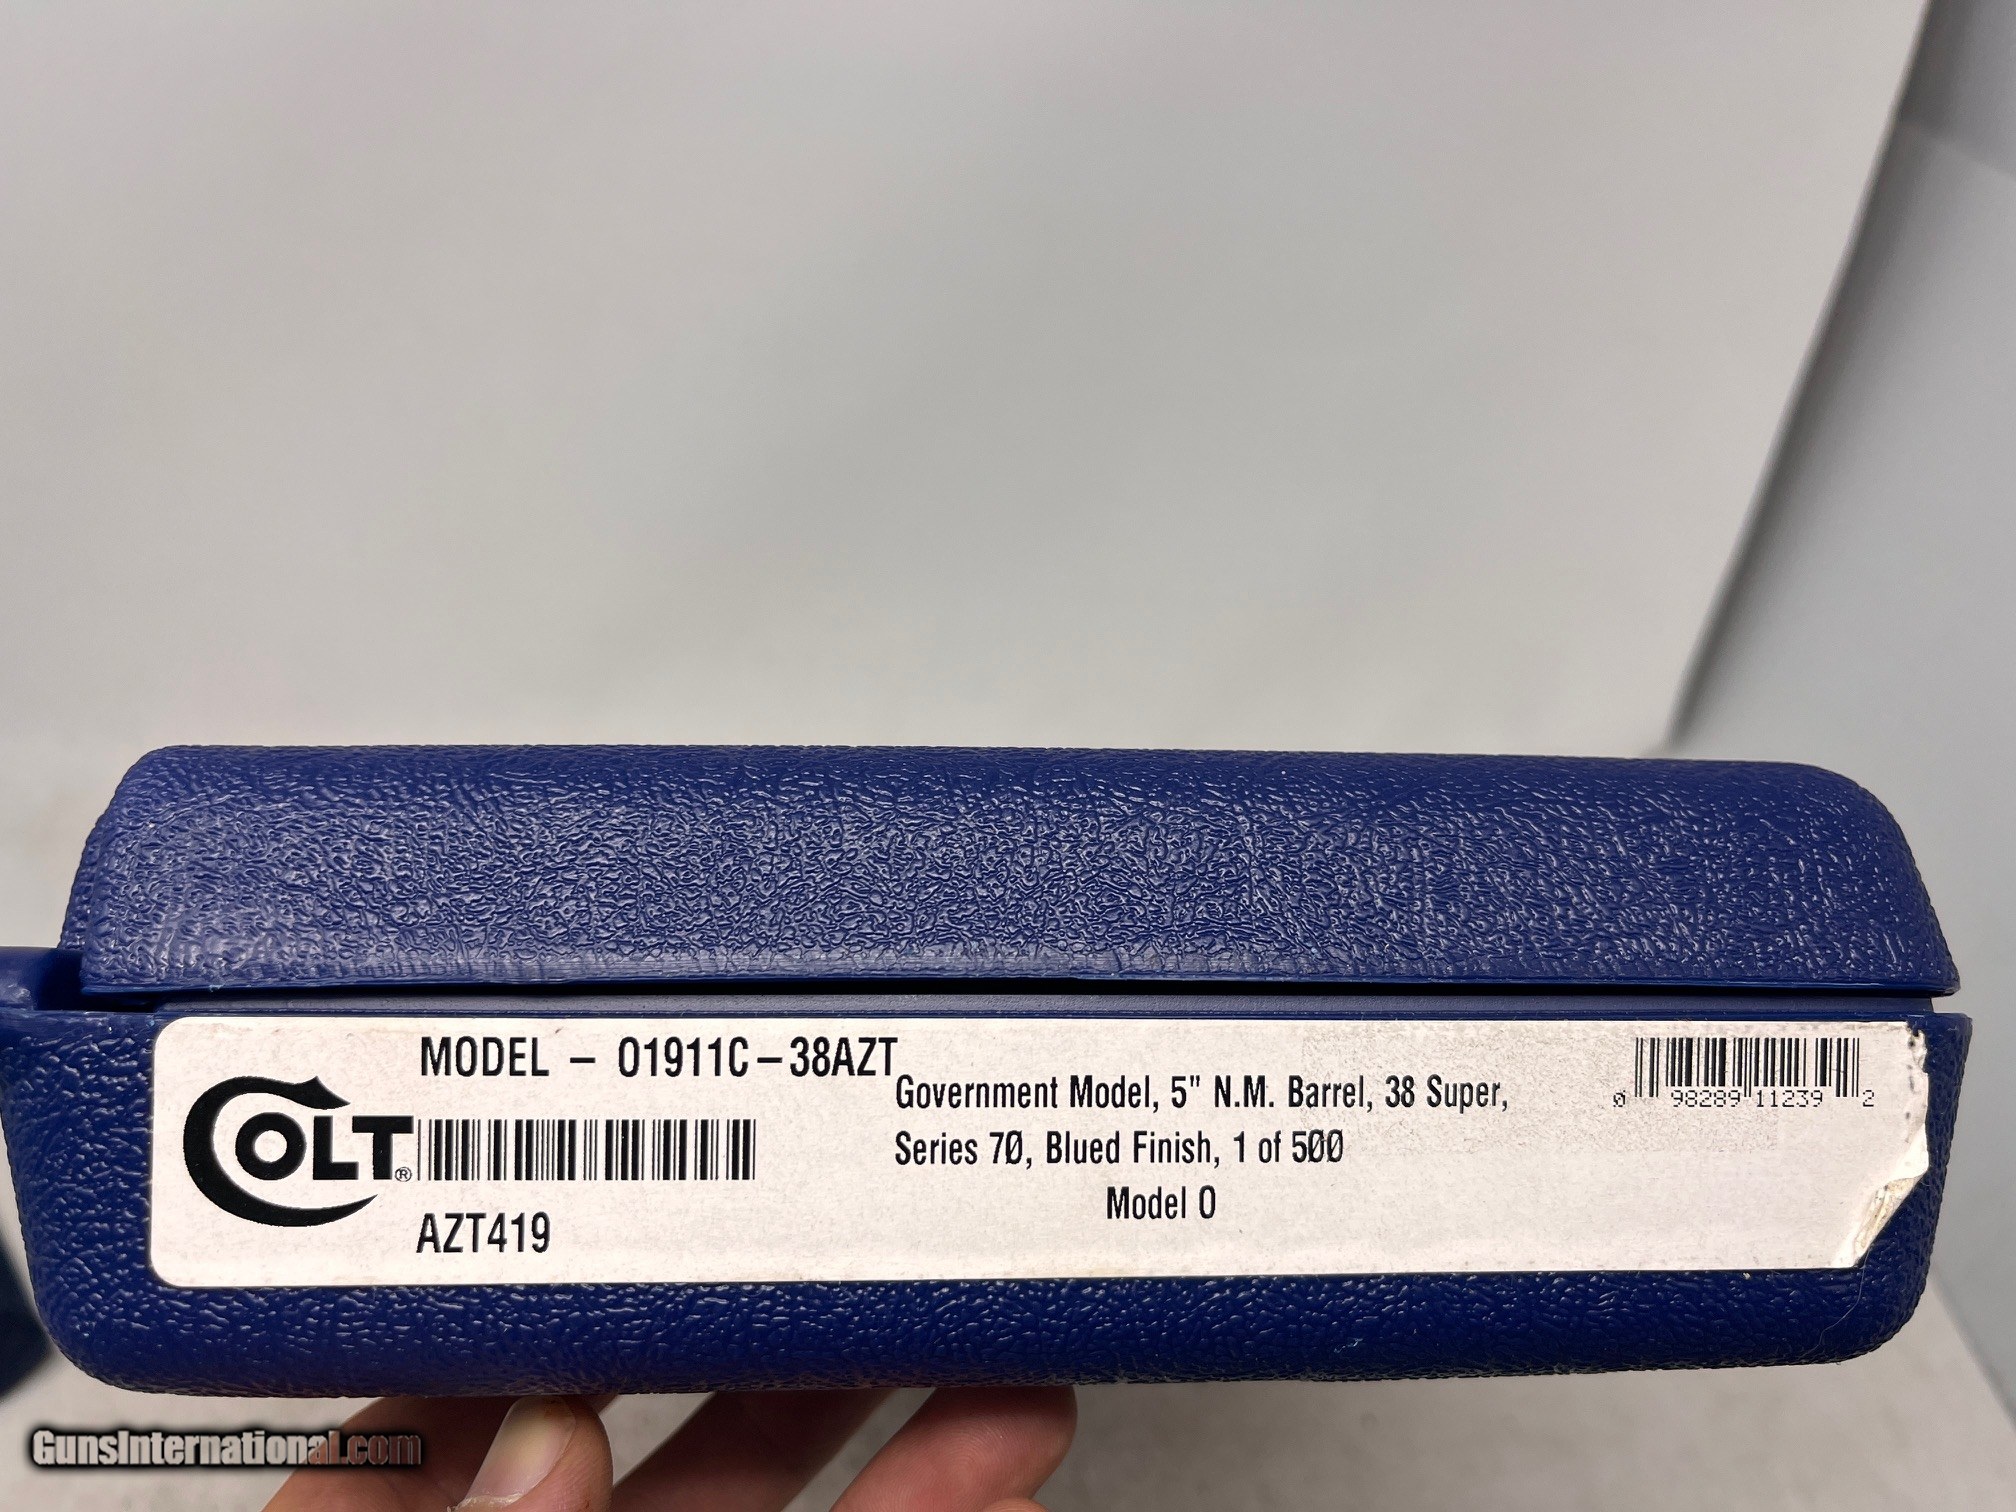 MODEL - O1911C-38AZT
COLT®
AZT419
Government Model, 5" N.M. Barrel, 38 Super,
Series 7Ø, Blued Finish, 1 of 5ØØ
Model O
Ø 98289 11239 2
GunsInternational.com